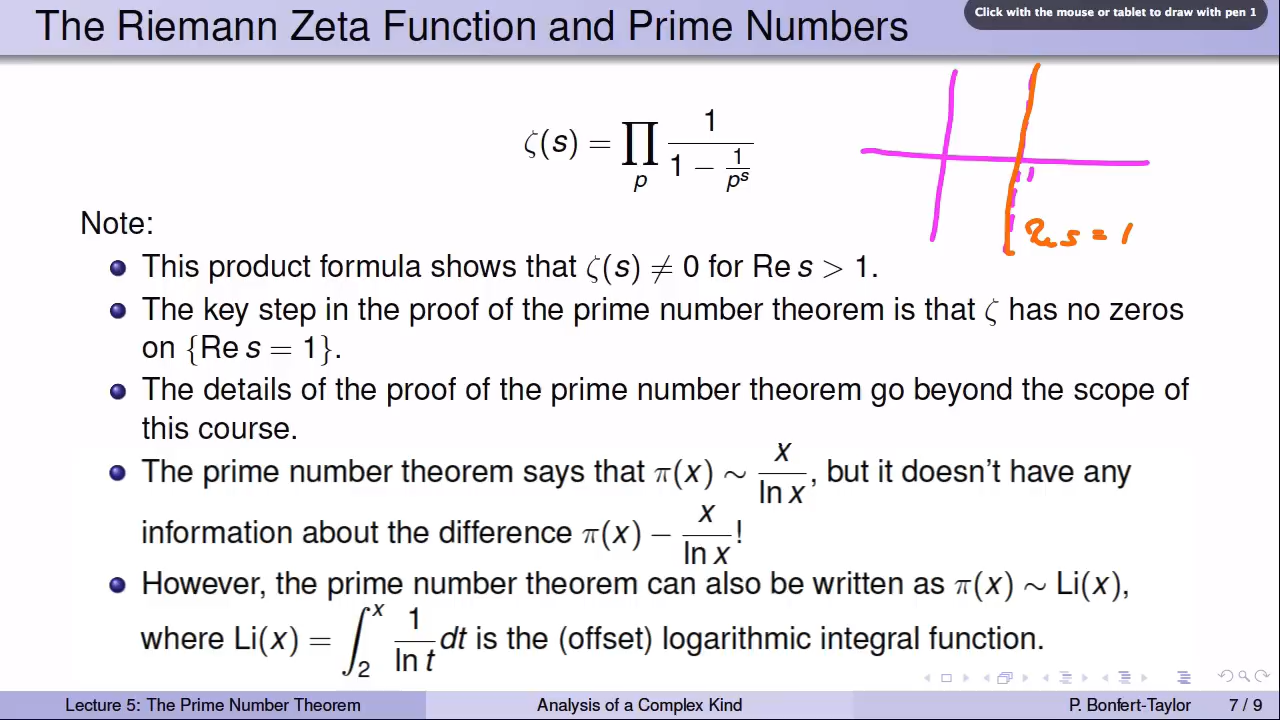 The Riemann Zeta Function and Prime Numbers
Click with the mouse or tablet to draw with pen 1
ζ(s) = ∏_p 1/(1 − 1/p^s)
Re s = 1
Note:
This product formula shows that ζ(s) ≠ 0 for Re s > 1.
The key step in the proof of the prime number theorem is that ζ has no zeros
on {Re s = 1}.
The details of the proof of the prime number theorem go beyond the scope of
this course.
The prime number theorem says that π(x) ∼ x/ln x, but it doesn't have any
information about the difference π(x) − x/ln x!
However, the prime number theorem can also be written as π(x) ∼ Li(x),
where Li(x) = ∫_2^x 1/ln t dt is the (offset) logarithmic integral function.
Lecture 5: The Prime Number Theorem
Analysis of a Complex Kind
P. Bonfert-Taylor
7 / 9